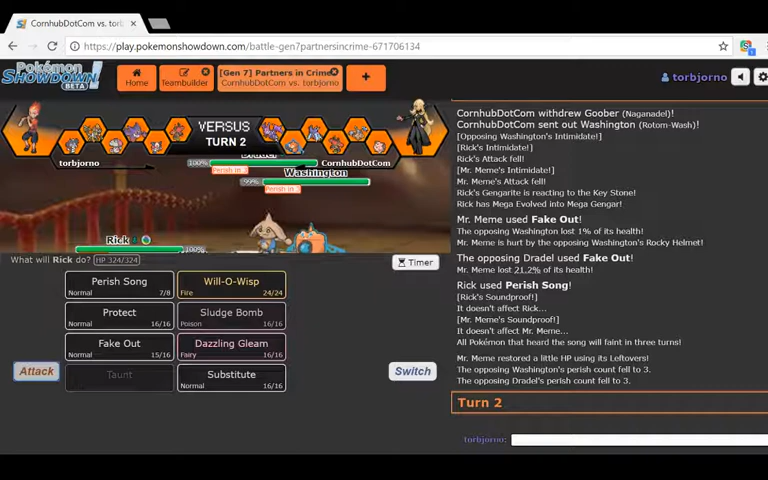 CornhubDotCom vs. torb
https://play.pokemonshowdown.com/battle-gen7partnersincrime-671706134
Pokémon
SHOWDOWN!
BETA
Home
Teambuilder
[Gen 7] Partners in Crime
CornhubDotCom vs. torbjorno
torbjorno
VERSUS
TURN 2
torbjorno
CornhubDotCom
Dradel
100%
Perish in 3
Washington
99%
Perish in 3
Rick
100%
What will Rick do? HP 324/324
Timer
Perish Song
Normal 7/8
Will-O-Wisp
Fire 24/24
Protect
Normal 16/16
Sludge Bomb
Poison 16/16
Fake Out
Normal 15/16
Dazzling Gleam
Fairy 16/16
Taunt
Substitute
Normal 16/16
Attack
Switch
CornhubDotCom withdrew Goober (Naganadel)!
CornhubDotCom sent out Washington (Rotom-Wash)!
[Opposing Washington's Intimidate!]
[Rick's Intimidate!]
Rick's Attack fell!
[Mr. Meme's Intimidate!]
Mr. Meme's Attack fell!
Rick's Gengarite is reacting to the Key Stone!
Rick has Mega Evolved into Mega Gengar!
Mr. Meme used Fake Out!
The opposing Washington lost 1% of its health!
Mr. Meme is hurt by the opposing Washington's Rocky Helmet!
The opposing Dradel used Fake Out!
Mr. Meme lost 21.2% of its health!
Rick used Perish Song!
[Rick's Soundproof!]
It doesn't affect Rick...
[Mr. Meme's Soundproof!]
It doesn't affect Mr. Meme...
All Pokémon that heard the song will faint in three turns!
Mr. Meme restored a little HP using its Leftovers!
The opposing Washington's perish count fell to 3.
The opposing Dradel's perish count fell to 3.
Turn 2
torbjorno: